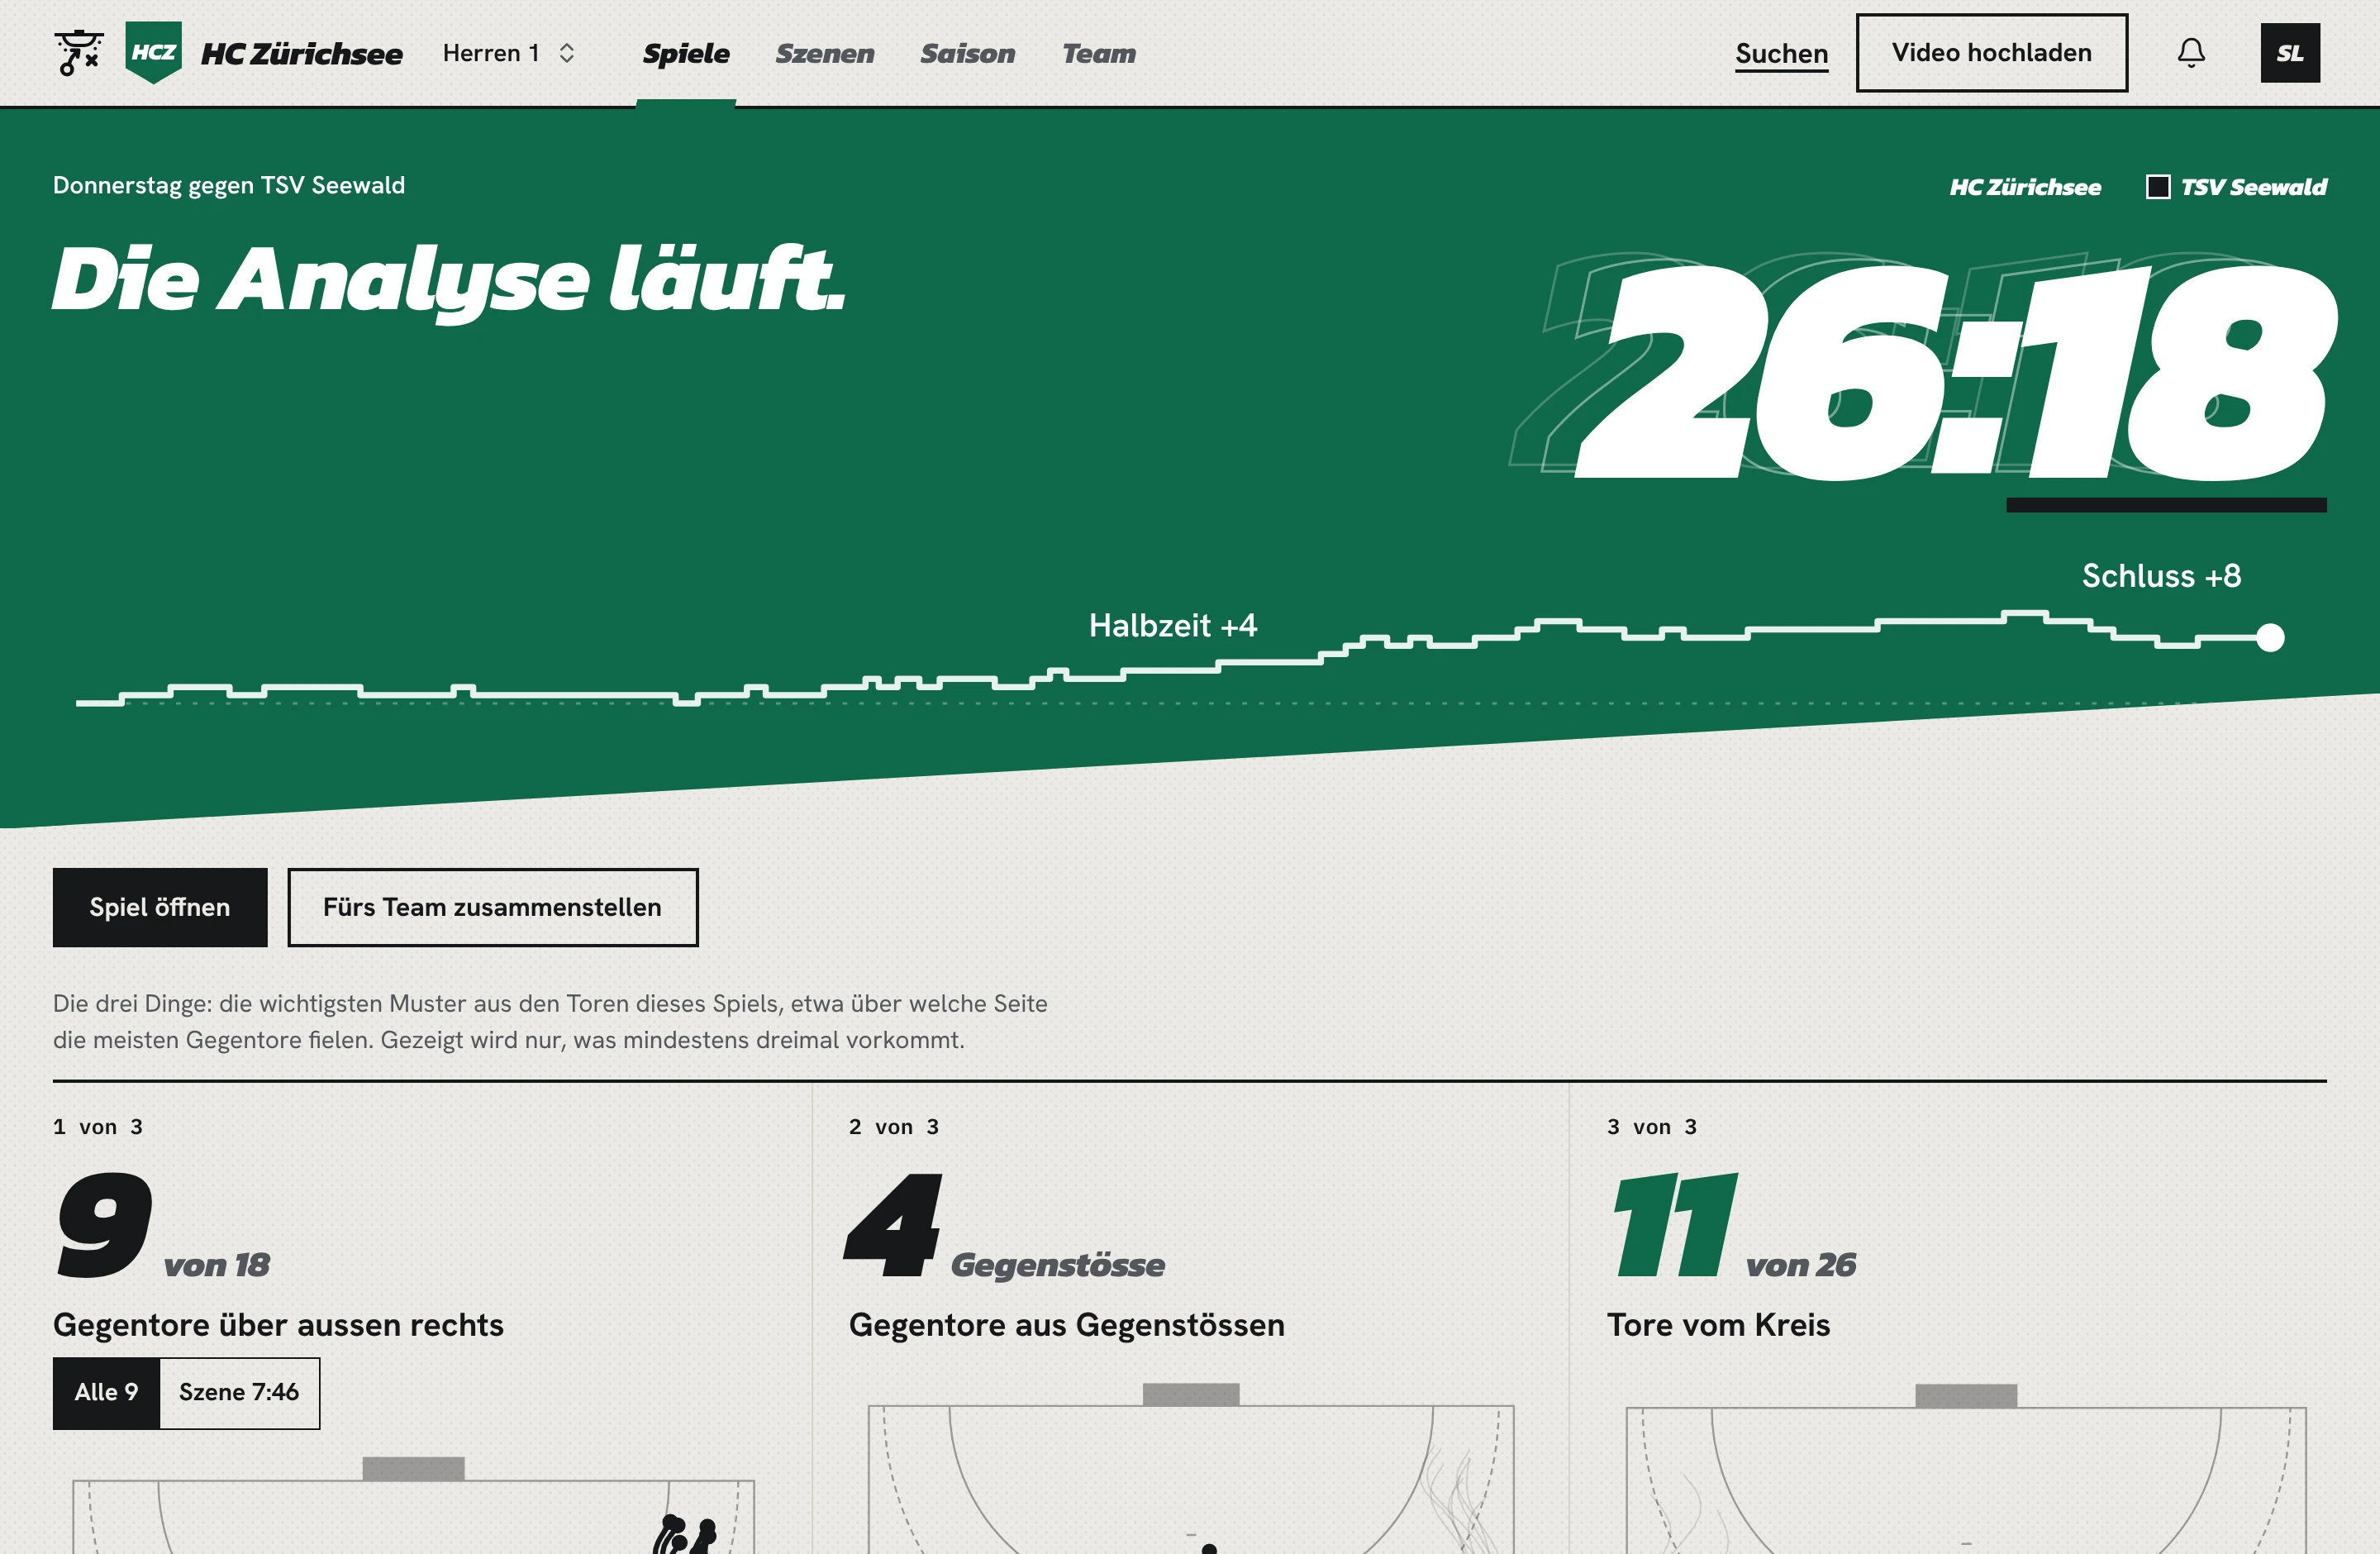 HCZ HC Zürichsee Herren 1 Spiele Szenen Saison Team Suchen Video hochladen SL
Donnerstag gegen TSV Seewald
HC Zürichsee TSV Seewald
Die Analyse läuft.
26:18
Schluss +8
Halbzeit +4
Spiel öffnen Fürs Team zusammenstellen
Die drei Dinge: die wichtigsten Muster aus den Toren dieses Spiels, etwa über welche Seite
die meisten Gegentore fielen. Gezeigt wird nur, was mindestens dreimal vorkommt.
1 von 3
9 von 18
Gegentore über aussen rechts
Alle 9 Szene 7:46
2 von 3
4 Gegenstösse
Gegentore aus Gegenstössen
3 von 3
11 von 26
Tore vom Kreis